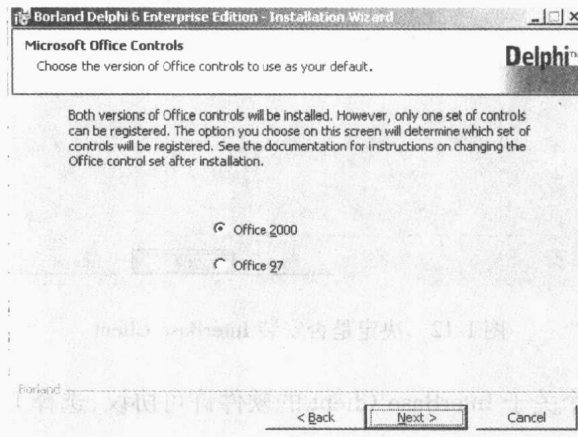 Borland Delphi 6 Enterprise Edition - Installation Wizard
Microsoft Office Controls
Choose the version of Office controls to use as your default.
Delphi™
Both versions of Office controls will be installed. However, only one set of controls
can be registered. The option you choose on this screen will determine which set of
controls will be registered. See the documentation for instructions on changing the
Office control set after installation.
Office 2000
Office 97
Borland
< Back
Next >
Cancel